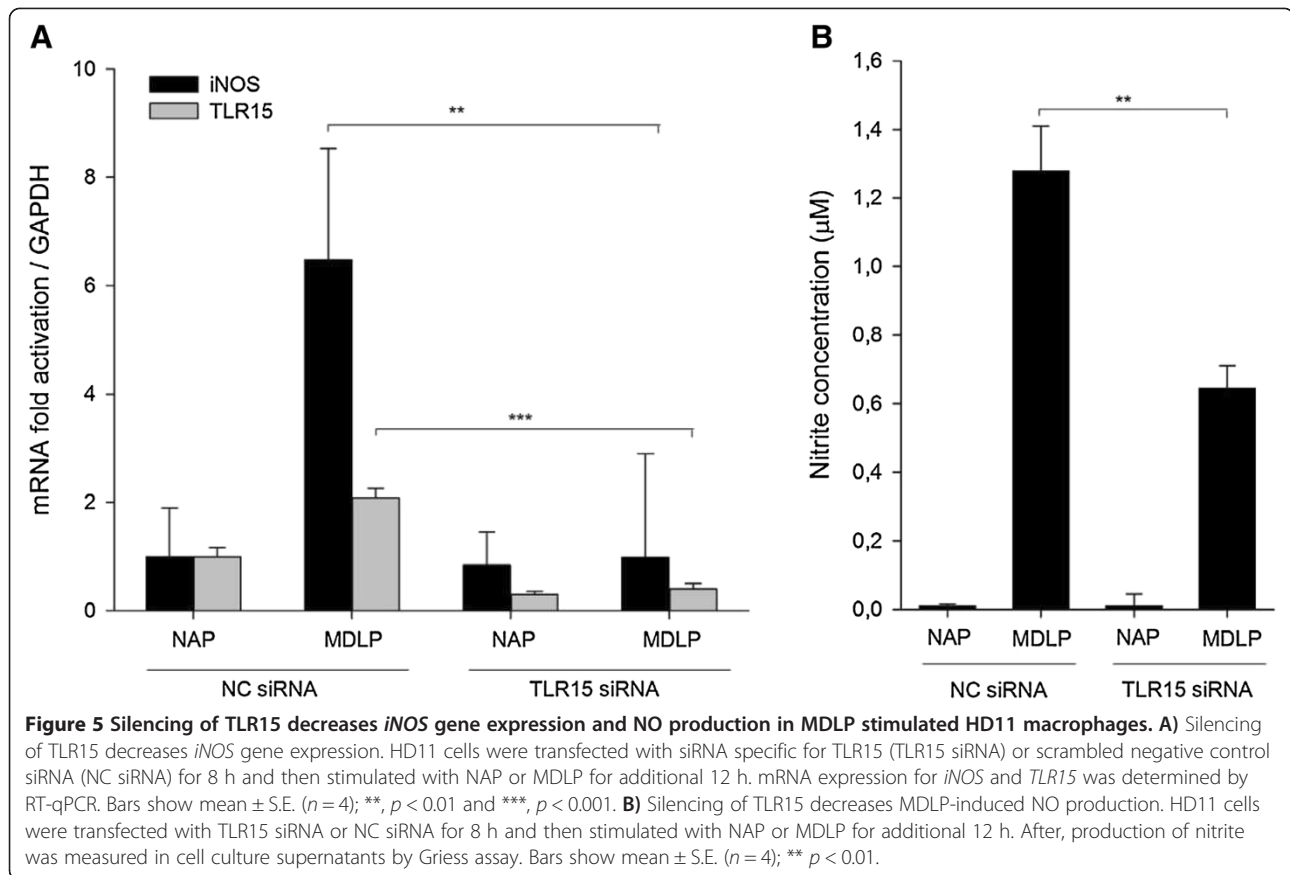 A
10
8
6
4
2
0
mRNA fold activation / GAPDH
iNOS
TLR15
**
***
NAP MDLP NAP MDLP
NC siRNA TLR15 siRNA
B
1,6
1,4
1,2
1,0
0,8
0,6
0,4
0,2
0,0
Nitrite concentration (µM)
**
NAP MDLP NAP MDLP
NC siRNA TLR15 siRNA
Figure 5 Silencing of TLR15 decreases iNOS gene expression and NO production in MDLP stimulated HD11 macrophages. A) Silencing
of TLR15 decreases iNOS gene expression. HD11 cells were transfected with siRNA specific for TLR15 (TLR15 siRNA) or scrambled negative control
siRNA (NC siRNA) for 8 h and then stimulated with NAP or MDLP for additional 12 h. mRNA expression for iNOS and TLR15 was determined by
RT-qPCR. Bars show mean ± S.E. (n = 4); **, p < 0.01 and ***, p < 0.001. B) Silencing of TLR15 decreases MDLP-induced NO production. HD11 cells
were transfected with TLR15 siRNA or NC siRNA for 8 h and then stimulated with NAP or MDLP for additional 12 h. After, production of nitrite
was measured in cell culture supernatants by Griess assay. Bars show mean ± S.E. (n = 4); ** p < 0.01.